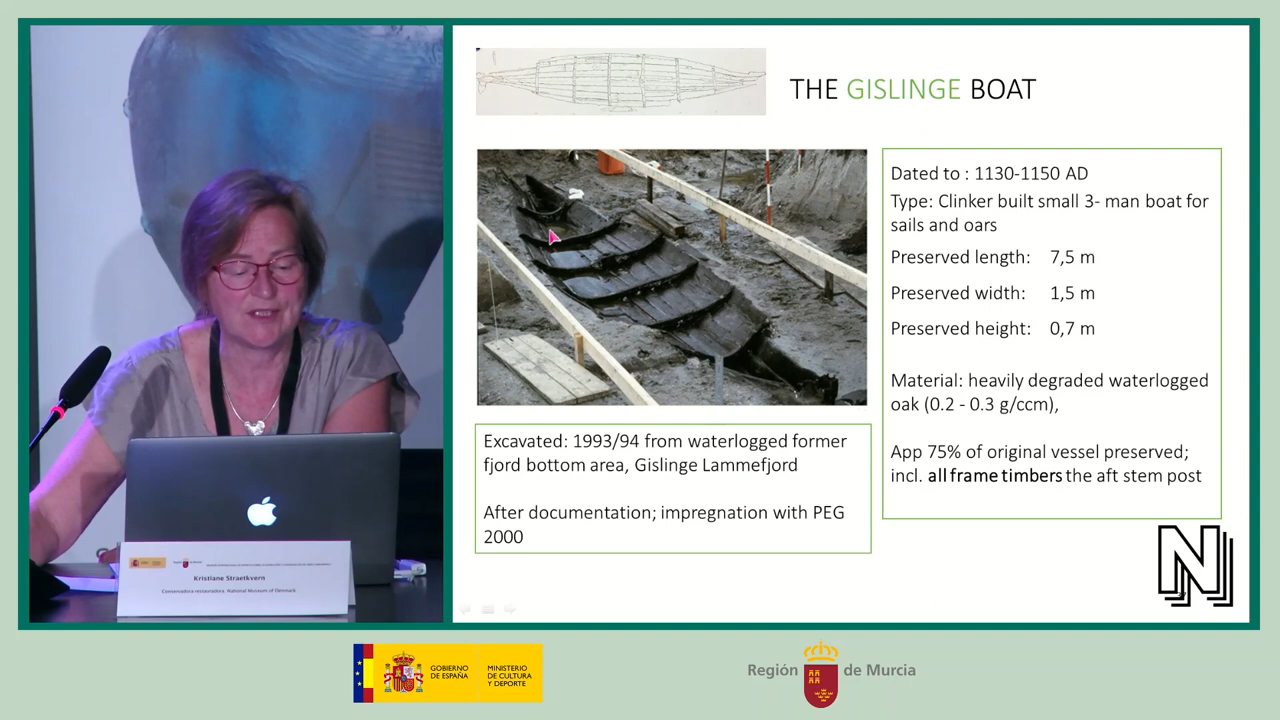 THE GISLINGE BOAT
Dated to : 1130-1150 AD
Type: Clinker built small 3- man boat for
sails and oars
Preserved length: 7,5 m
Preserved width: 1,5 m
Preserved height: 0,7 m
Material: heavily degraded waterlogged
oak (0.2 - 0.3 g/ccm),
App 75% of original vessel preserved;
incl. all frame timbers the aft stem post
Excavated: 1993/94 from waterlogged former
fjord bottom area, Gislinge Lammefjord
After documentation; impregnation with PEG
2000
N
Kristiane Straetkvern
Conservadora-restauradora. National Museum of Denmark
GOBIERNO
DE ESPAÑA
MINISTERIO
DE CULTURA
Y DEPORTE
Región de Murcia